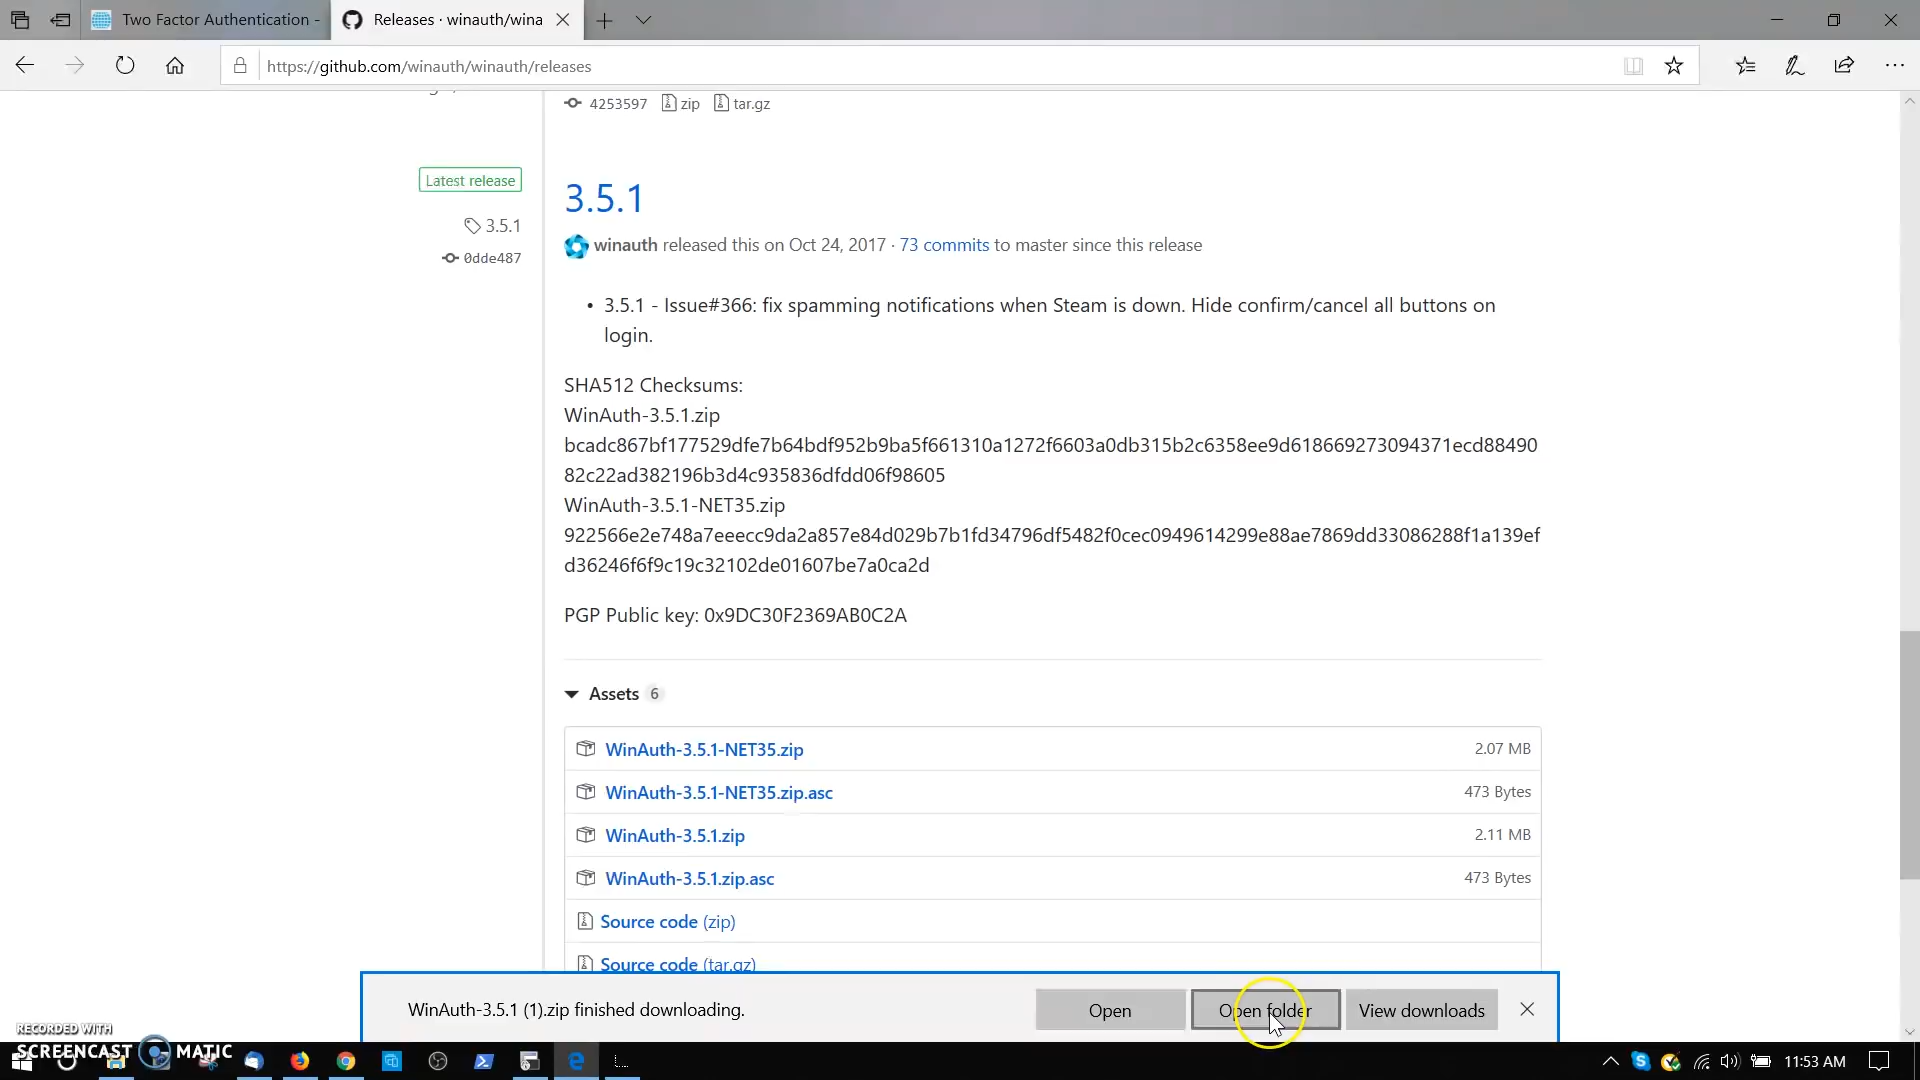 Two Factor Authentication -
Releases · winauth/wina
https://github.com/winauth/winauth/releases
4253597 zip tar.gz
Latest release
3.5.1
0dde487
3.5.1
winauth released this on Oct 24, 2017 · 73 commits to master since this release
• 3.5.1 - Issue#366: fix spamming notifications when Steam is down. Hide confirm/cancel all buttons on
login.
SHA512 Checksums:
WinAuth-3.5.1.zip
bcadc867bf177529dfe7b64bdf952b9ba5f661310a1272f6603a0db315b2c6358ee9d618669273094371ecd88490
82c22ad382196b3d4c935836dfdd06f98605
WinAuth-3.5.1-NET35.zip
922566e2e748a7eeecc9da2a857e84d029b7b1fd34796df5482f0cec0949614299e88ae7869dd33086288f1a139ef
d36246f6f9c19c32102de01607be7a0ca2d
PGP Public key: 0x9DC30F2369AB0C2A
Assets 6
WinAuth-3.5.1-NET35.zip 2.07 MB
WinAuth-3.5.1-NET35.zip.asc 473 Bytes
WinAuth-3.5.1.zip 2.11 MB
WinAuth-3.5.1.zip.asc 473 Bytes
Source code (zip)
Source code (tar.gz)
WinAuth-3.5.1 (1).zip finished downloading. Open Open folder View downloads
RECORDED WITH
SCREENCAST MATIC
11:53 AM